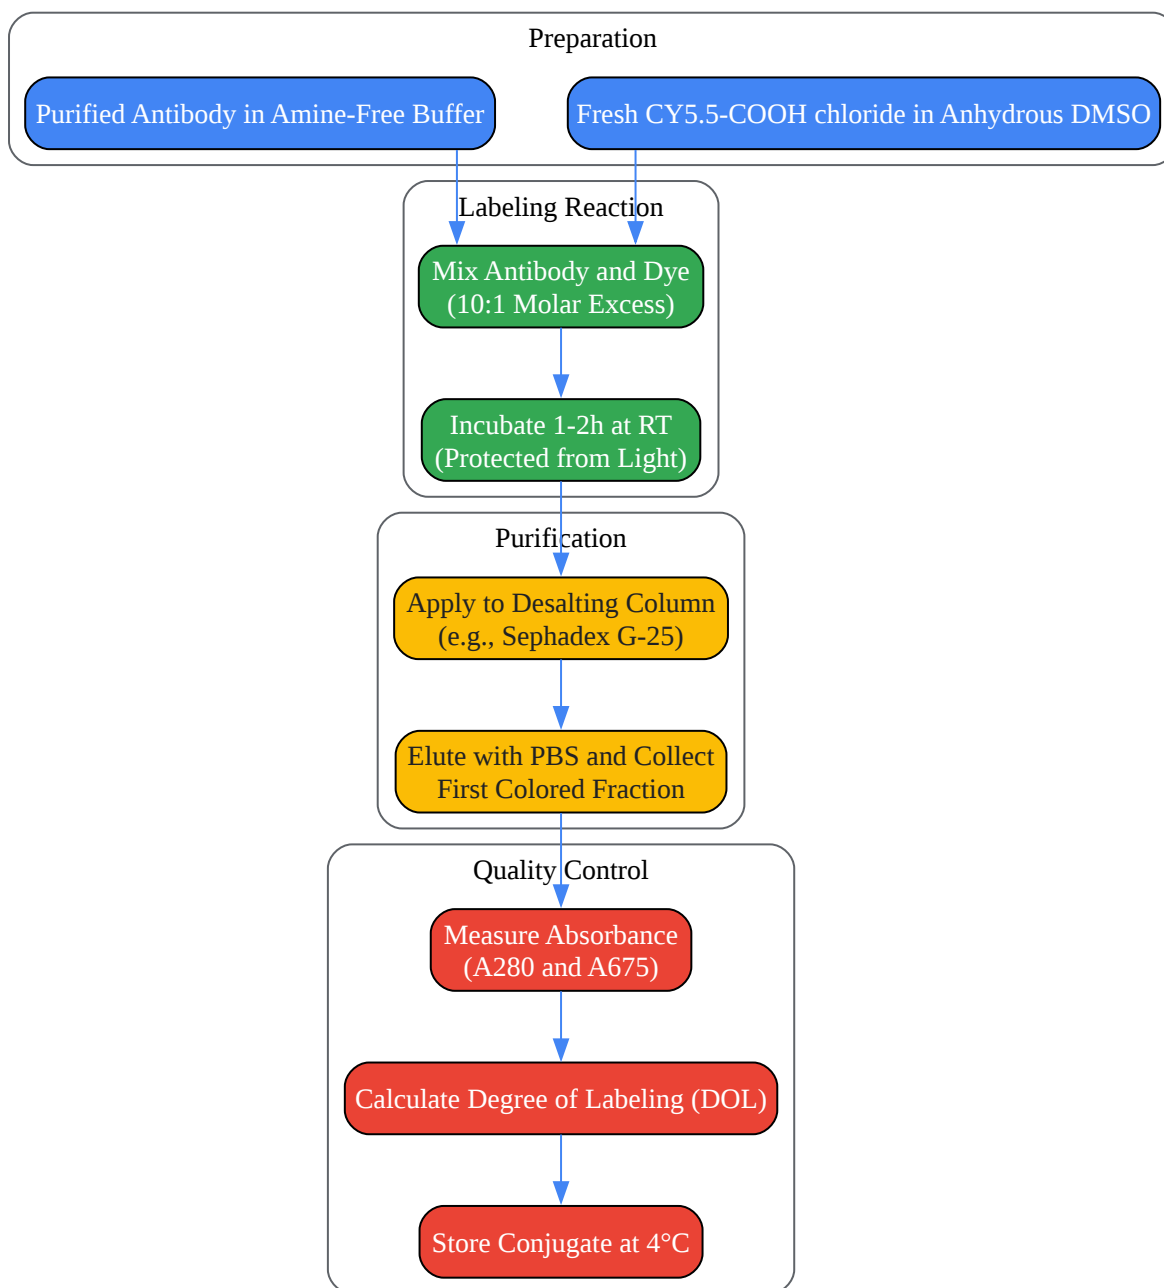 Preparation
Purified Antibody in Amine-Free Buffer
Fresh CY5.5-COOH chloride in Anhydrous DMSO
Labeling Reaction
Mix Antibody and Dye
(10:1 Molar Excess)
Incubate 1-2h at RT
(Protected from Light)
Purification
Apply to Desalting Column
(e.g., Sephadex G-25)
Elute with PBS and Collect
First Colored Fraction
Quality Control
Measure Absorbance
(A280 and A675)
Calculate Degree of Labeling (DOL)
Store Conjugate at 4°C